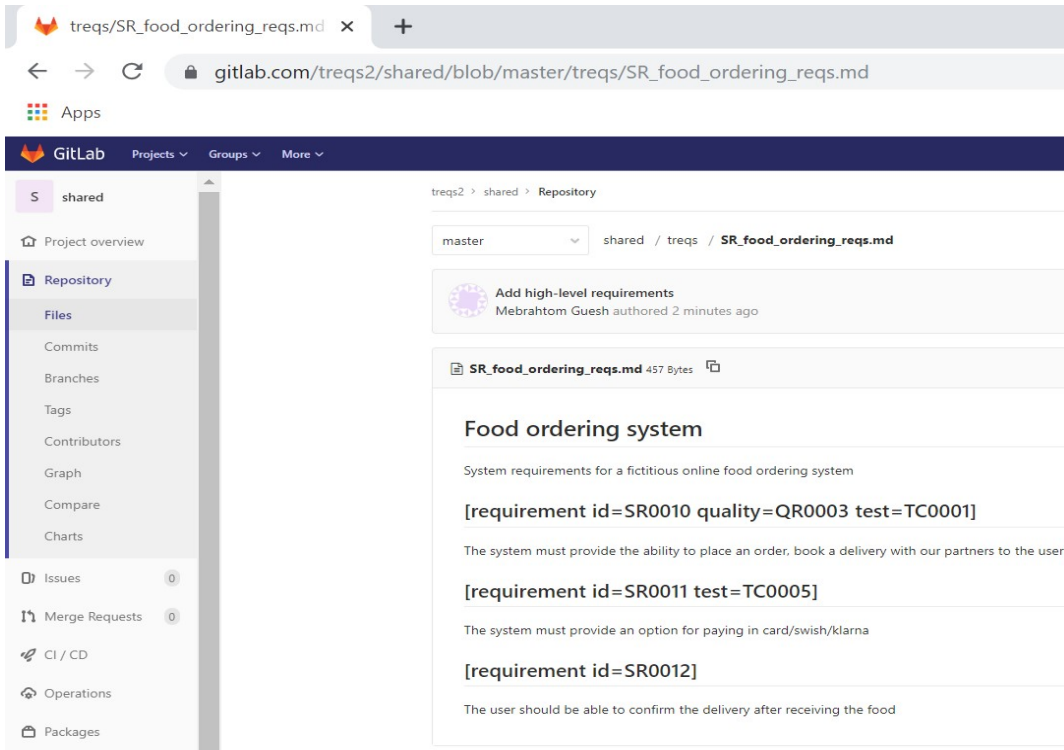 treqs/SR_food_ordering_reqs.md
gitlab.com/treqs2/shared/blob/master/treqs/SR_food_ordering_reqs.md
Apps
GitLab Projects Groups More
S shared
Project overview
Repository
Files
Commits
Branches
Tags
Contributors
Graph
Compare
Charts
Issues 0
Merge Requests 0
CI / CD
Operations
Packages
treqs2 > shared > Repository
master shared / treqs / SR_food_ordering_reqs.md
Add high-level requirements
Mebrahtom Guesh authored 2 minutes ago
SR_food_ordering_reqs.md 457 Bytes
Food ordering system
System requirements for a fictitious online food ordering system
[requirement id=SR0010 quality=QR0003 test=TC0001]
The system must provide the ability to place an order, book a delivery with our partners to the user
[requirement id=SR0011 test=TC0005]
The system must provide an option for paying in card/swish/klarna
[requirement id=SR0012]
The user should be able to confirm the delivery after receiving the food